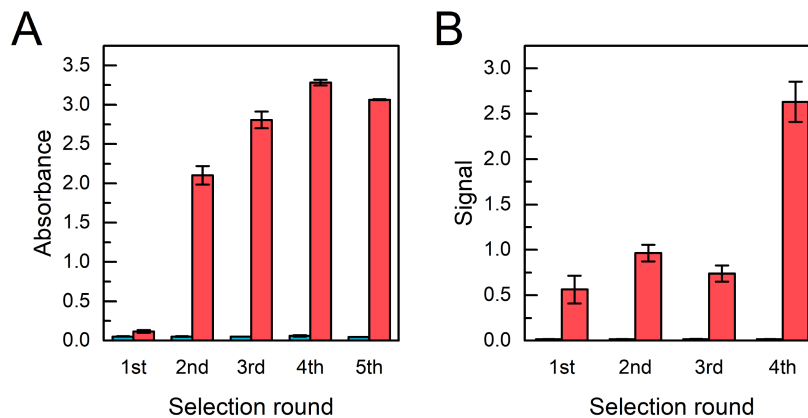 A
Absorbance
3.5
3.0
2.5
2.0
1.5
1.0
0.5
0.0
1st 2nd 3rd 4th 5th
Selection round
B
Signal
3.0
2.5
2.0
1.5
1.0
0.5
0.0
1st 2nd 3rd 4th
Selection round